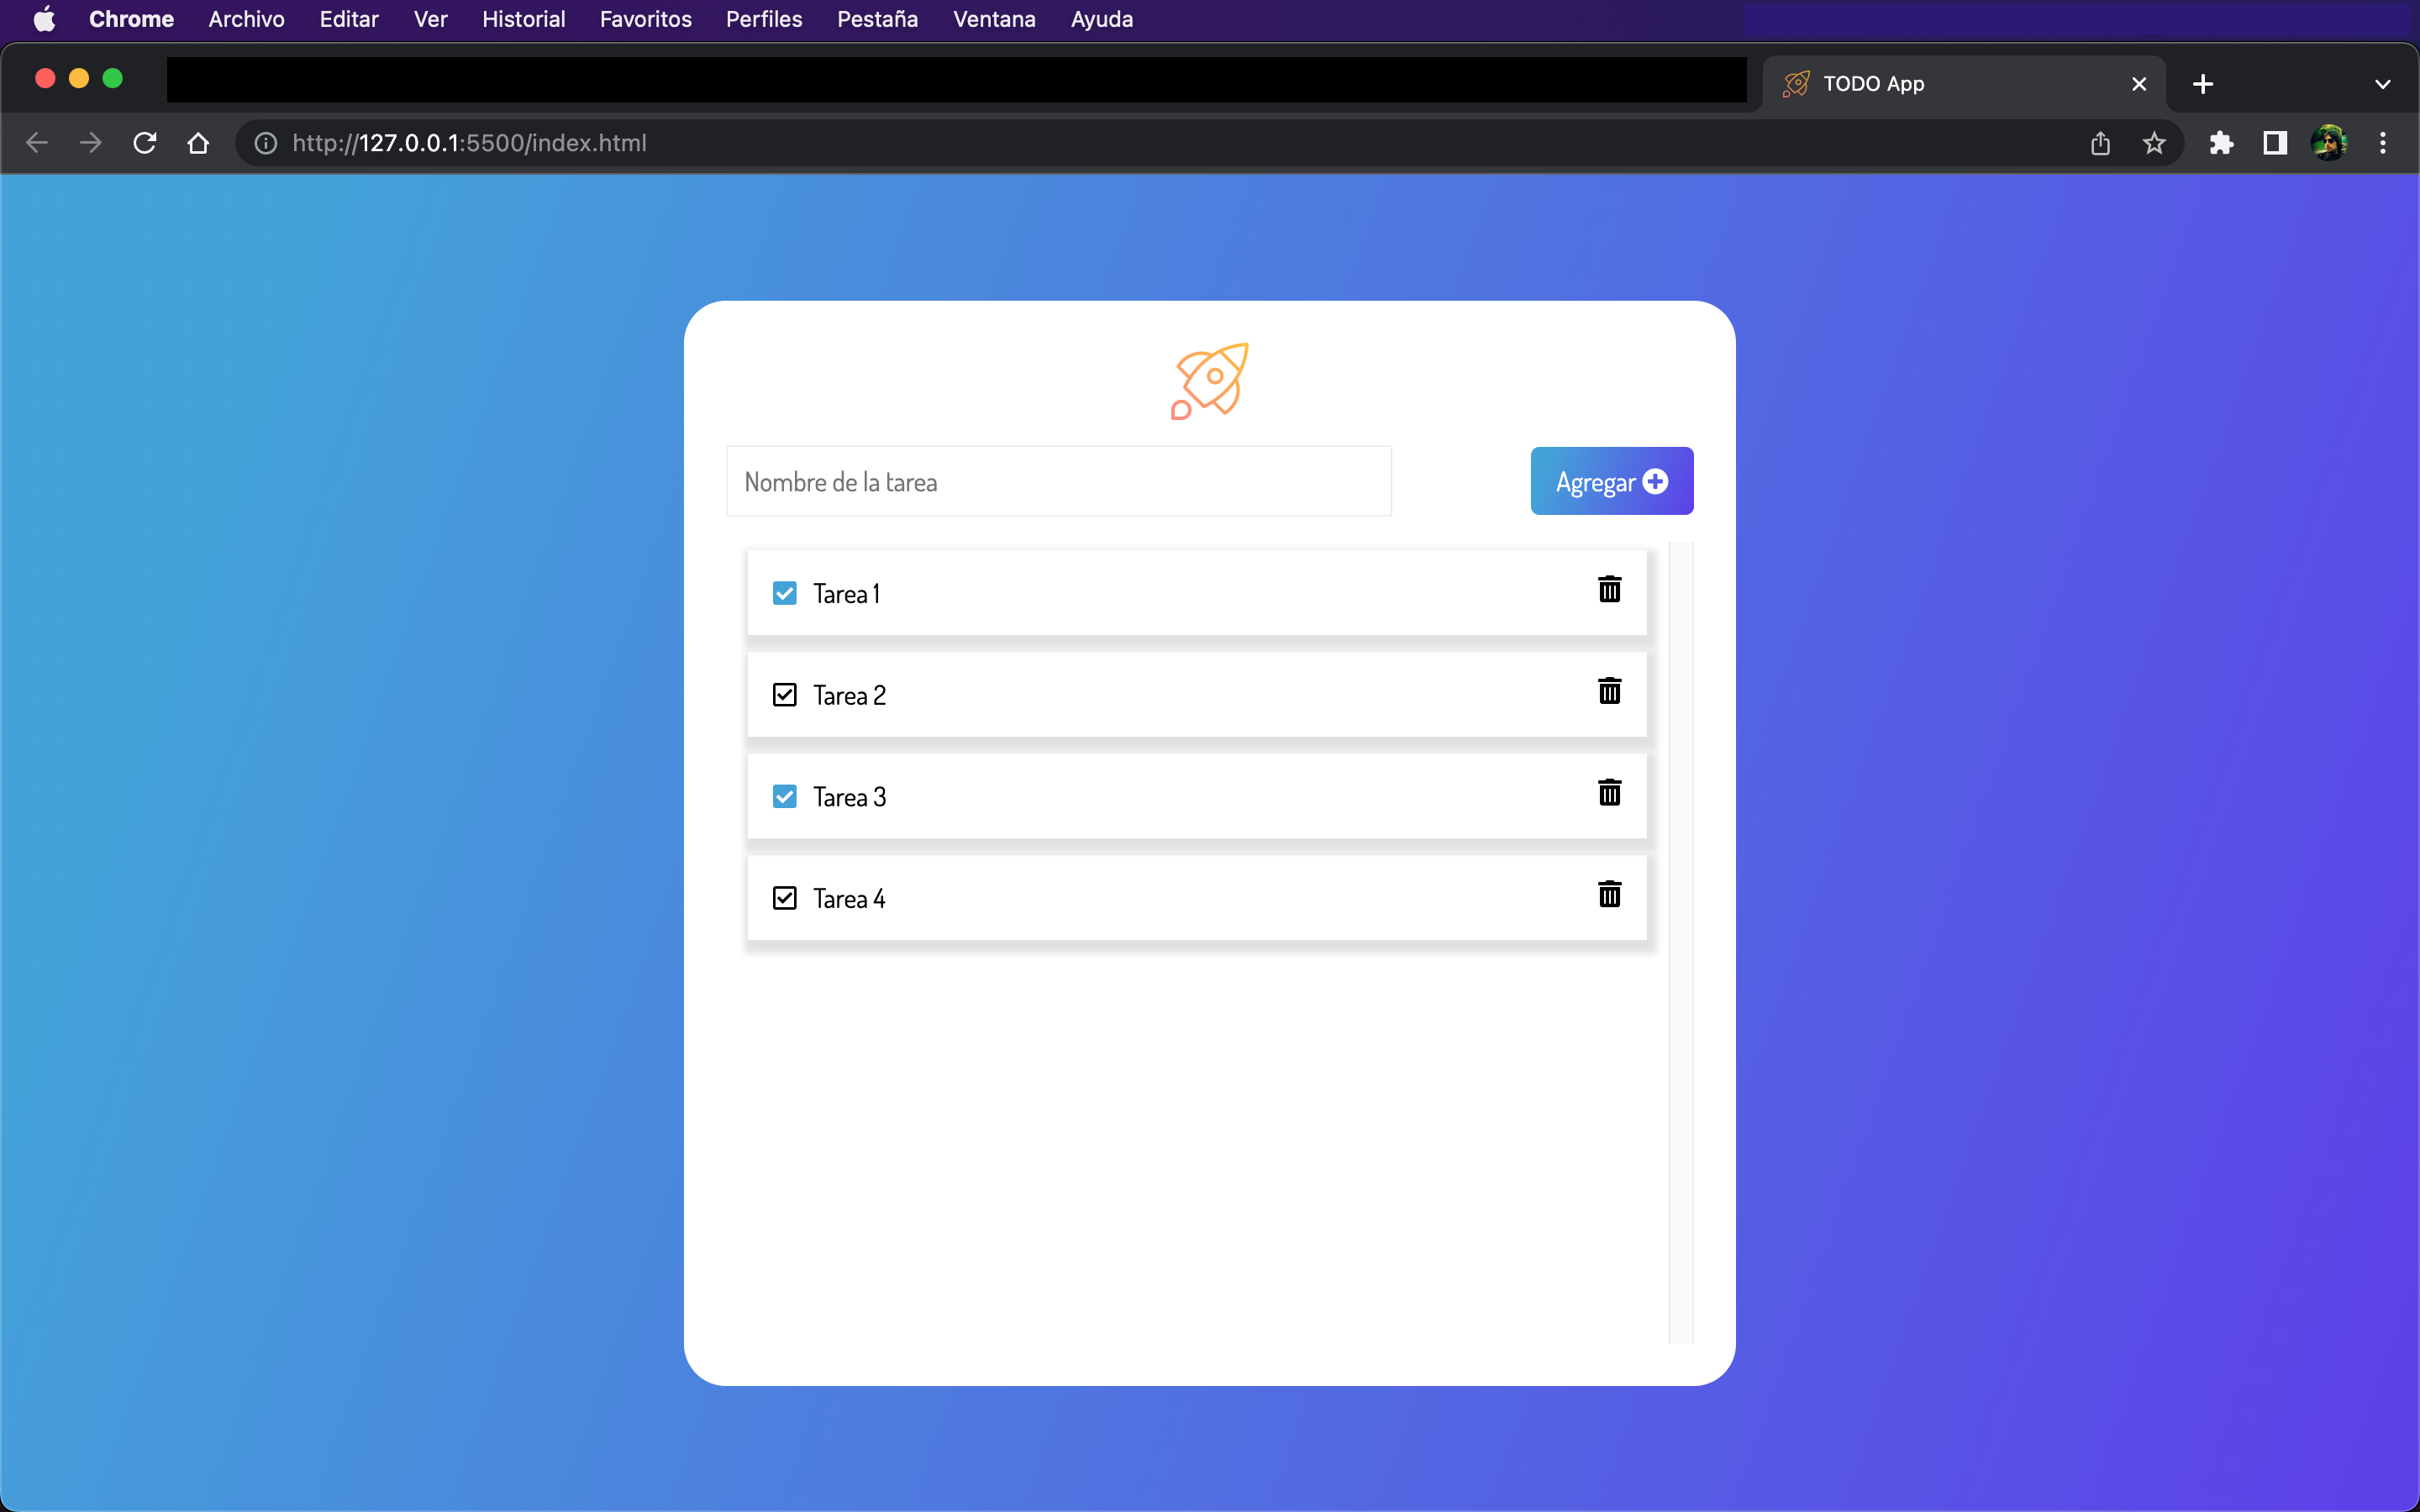 Chrome Archivo Editar Ver Historial Favoritos Perfiles Pestaña Ventana Ayuda
TODO App
http://127.0.0.1:5500/index.html
Nombre de la tarea
Agregar
Tarea 1
Tarea 2
Tarea 3
Tarea 4